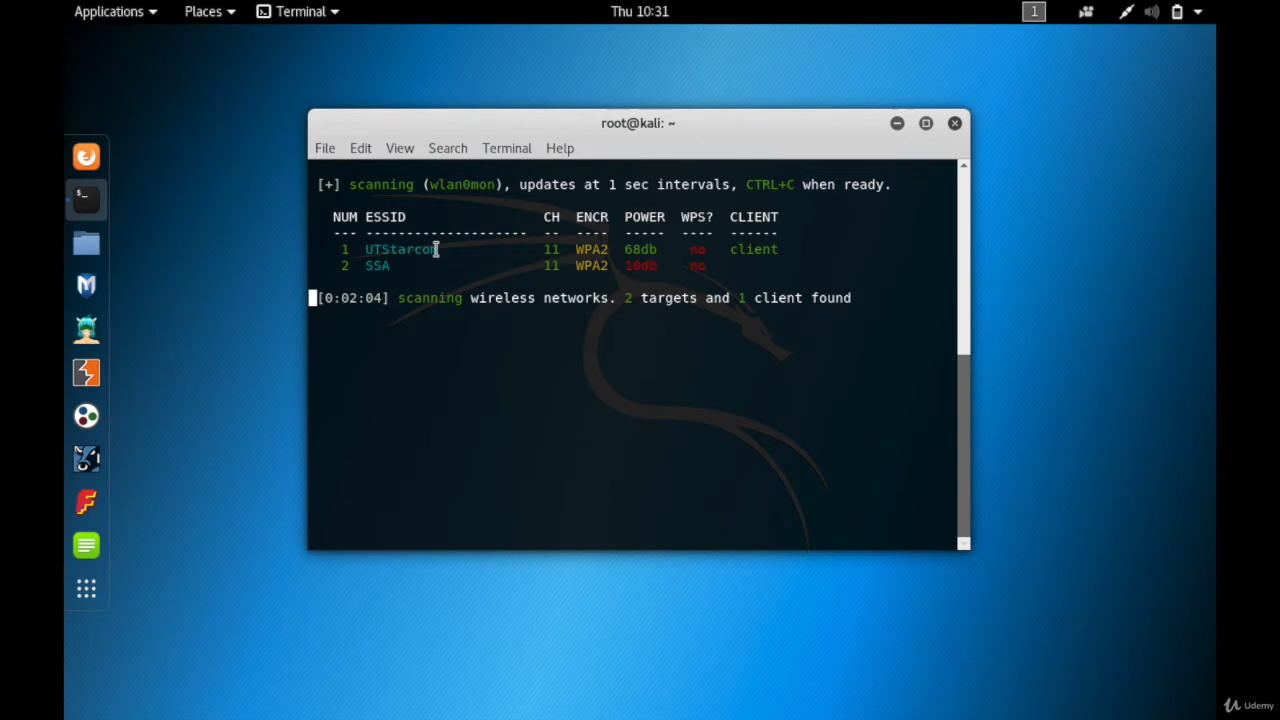 Applications Places Terminal Thu 10:31 1
root@kali: ~
File Edit View Search Terminal Help
[+] scanning (wlan0mon), updates at 1 sec intervals, CTRL+C when ready.
NUM ESSID CH ENCR POWER WPS? CLIENT
--- -------------------- -- ---- ----- ---- ------
1 UTStarcom 11 WPA2 68db no client
2 SSA 11 WPA2 10db no
[0:02:04] scanning wireless networks. 2 targets and 1 client found
Udemy